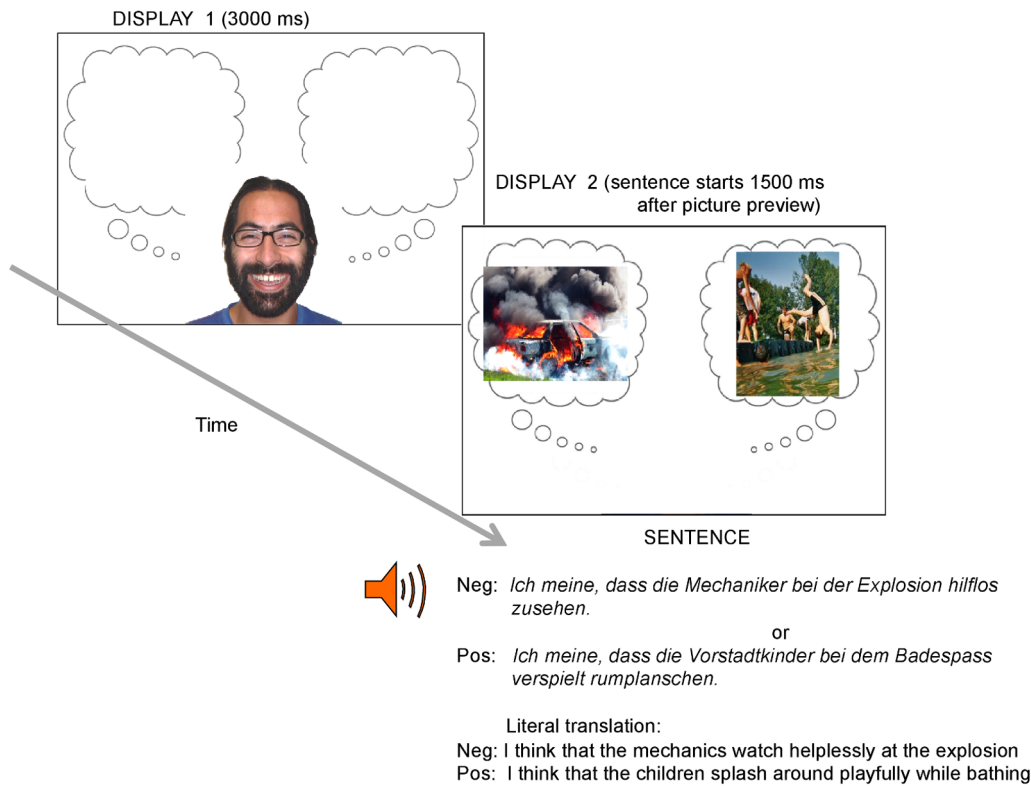 DISPLAY 1 (3000 ms)
DISPLAY 2 (sentence starts 1500 ms
after picture preview)
Time
SENTENCE
Neg: Ich meine, dass die Mechaniker bei der Explosion hilflos
zusehen.
or
Pos: Ich meine, dass die Vorstadtkinder bei dem Badespass
verspielt rumplanschen.
Literal translation:
Neg: I think that the mechanics watch helplessly at the explosion
Pos: I think that the children splash around playfully while bathing